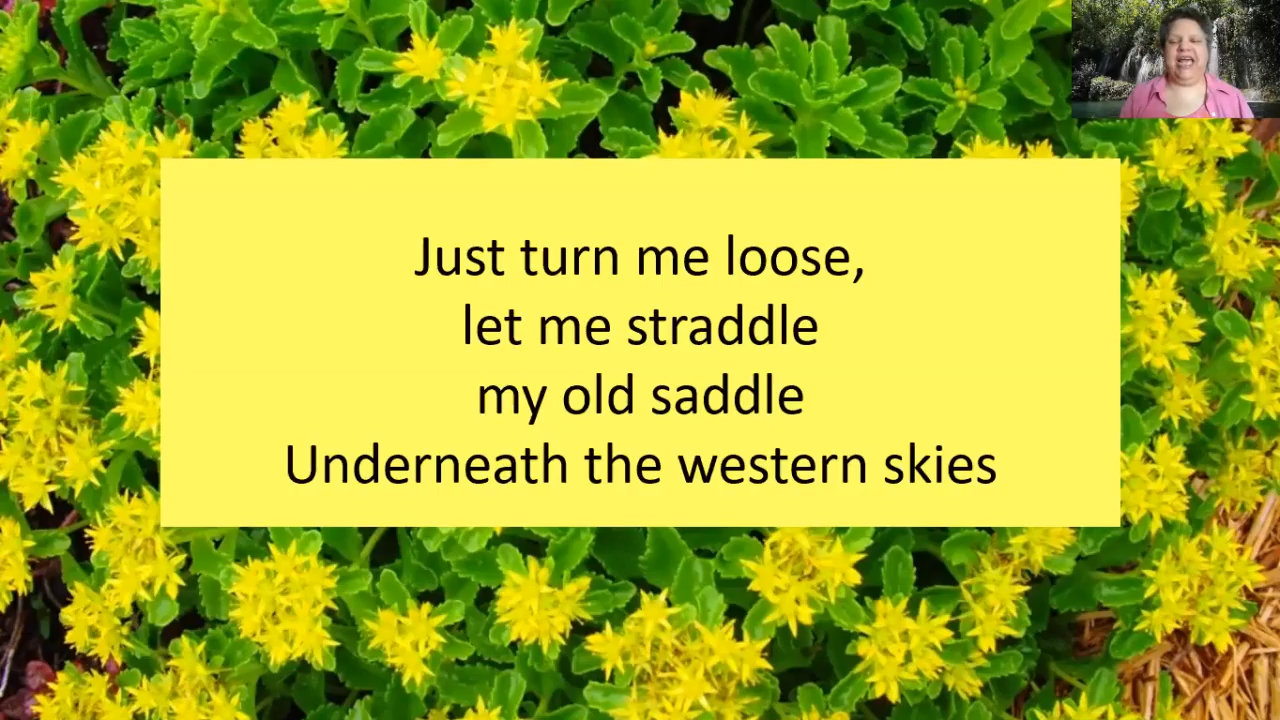 Just turn me loose,
let me straddle
my old saddle
Underneath the western skies